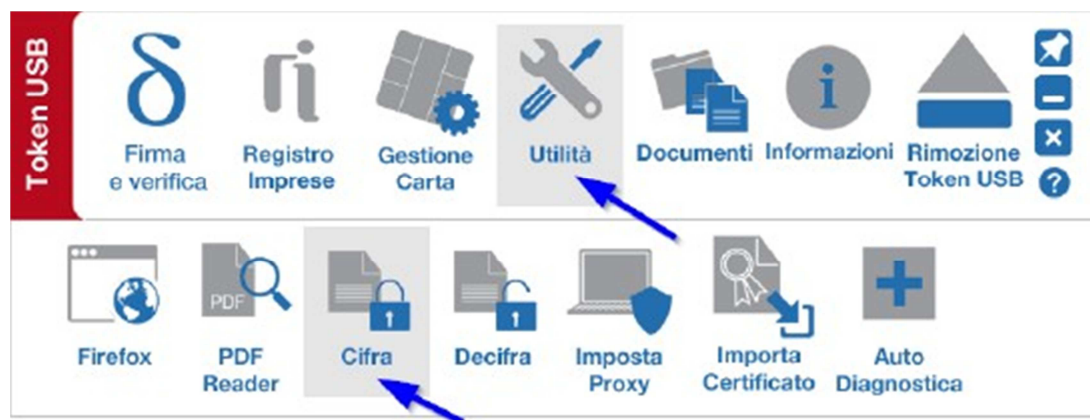 Token USB
δ
Firma
e verifica
ri
Registro
Imprese
Gestione
Carta
Utilità
Documenti
i
Informazioni
Rimozione
Token USB
?
Firefox
PDF
PDF
Reader
Cifra
Decifra
Imposta
Proxy
Importa
Certificato
Auto
Diagnostica